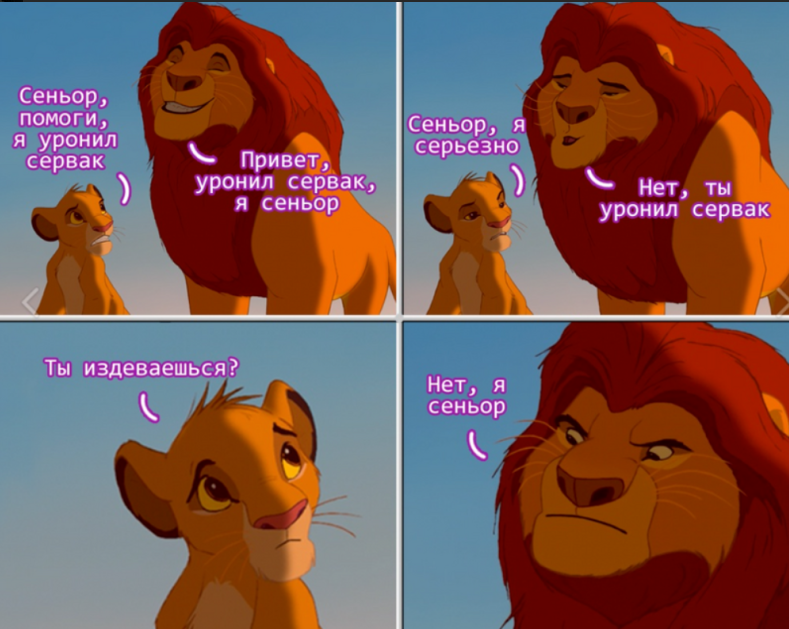 Сеньор,
помоги,
я уронил
сервак
Привет,
уронил сервак,
я сеньор
Сеньор, я
серьезно
Нет, ты
уронил сервак
Ты издеваешься?
Нет, я
сеньор